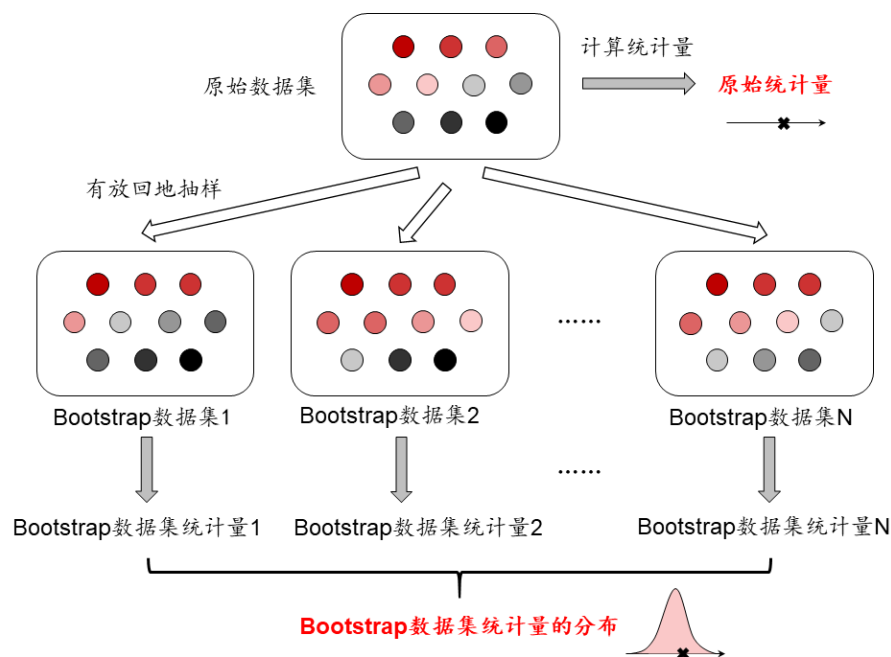 计算统计量
原始数据集
原始统计量
有放回地抽样
......
Bootstrap数据集1
Bootstrap数据集2
Bootstrap数据集N
......
Bootstrap数据集统计量1
Bootstrap数据集统计量2
Bootstrap数据集统计量N
Bootstrap数据集统计量的分布